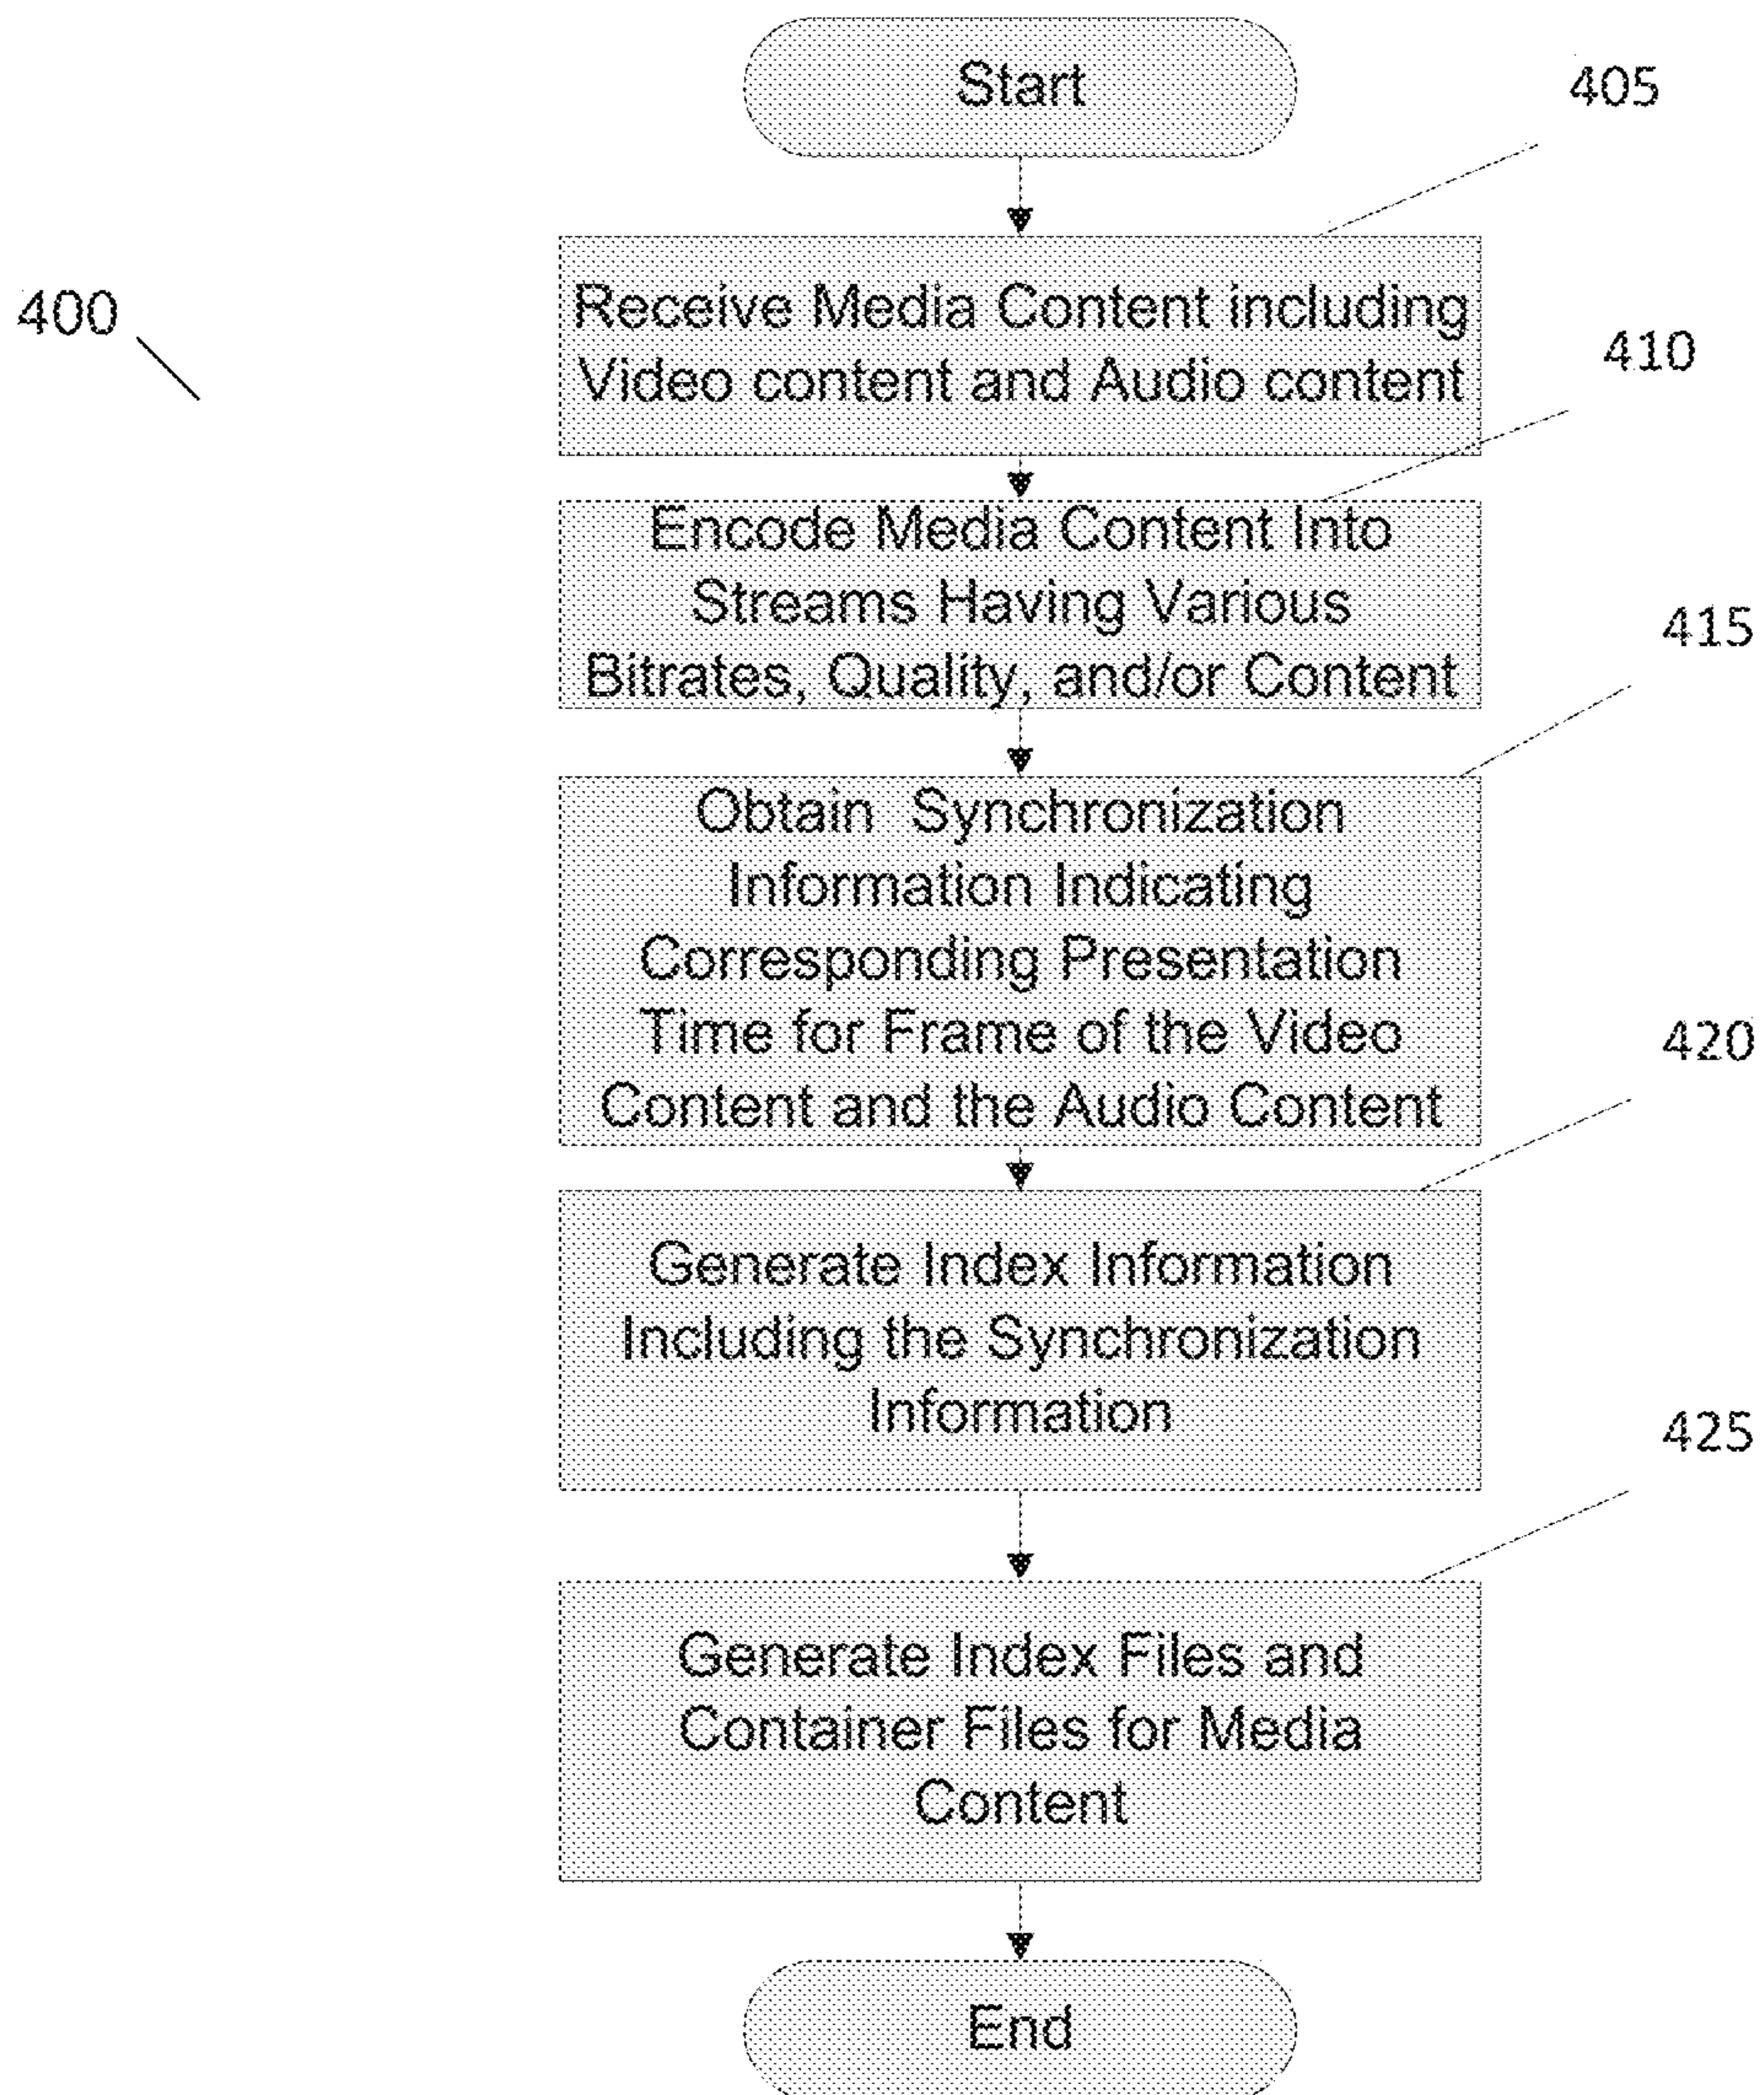 Start
405
400
Receive Media Content including
Video content and Audio content
410
Encode Media Content Into
Streams Having Various
Bitrates, Quality, and/or Content
415
Obtain Synchronization
Information Indicating
Corresponding Presentation
Time for Frame of the Video
Content and the Audio Content
420
Generate Index Information
Including the Synchronization
Information
425
Generate Index Files and
Container Files for Media
Content
End